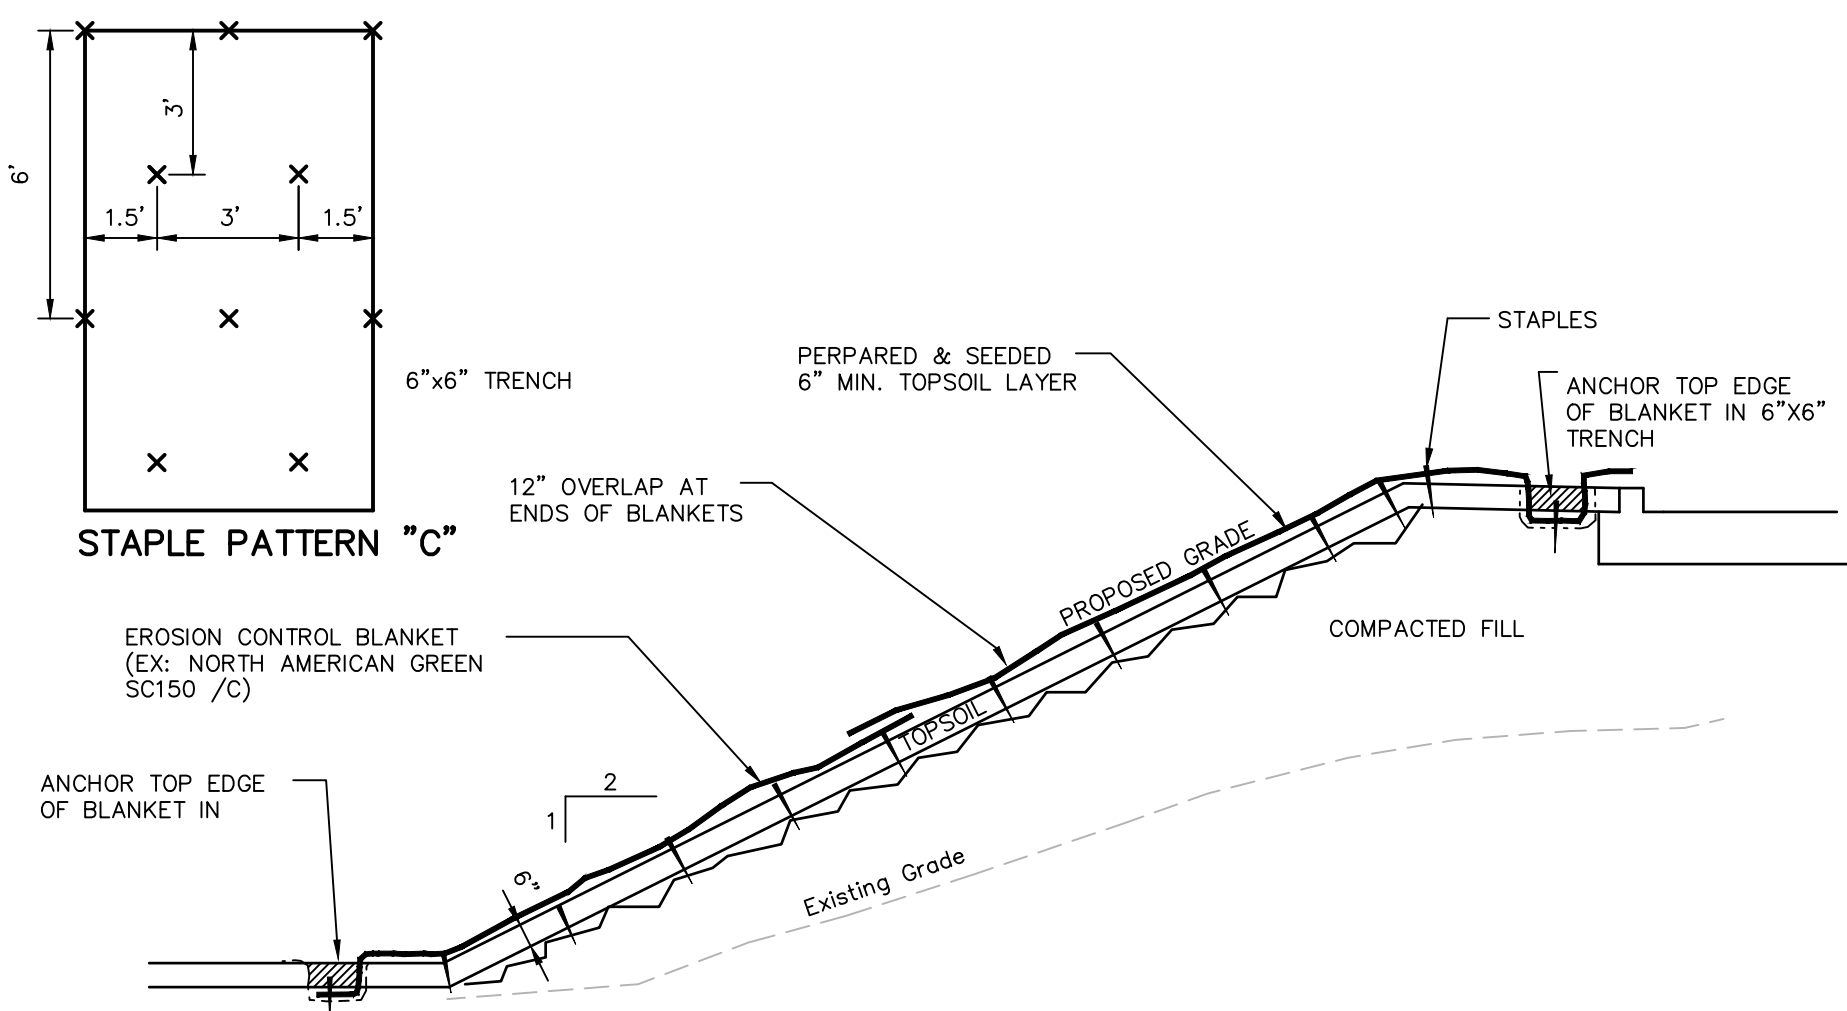 3'
6'
1.5'
3'
1.5'
6"x6" TRENCH
STAPLE PATTERN "C"
STAPLES
PERPARED & SEEDED
6" MIN. TOPSOIL LAYER
ANCHOR TOP EDGE
OF BLANKET IN 6"X6"
TRENCH
12" OVERLAP AT
ENDS OF BLANKETS
PROPOSED GRADE
COMPACTED FILL
EROSION CONTROL BLANKET
(EX: NORTH AMERICAN GREEN
SC150 /C)
TOPSOIL
ANCHOR TOP EDGE
OF BLANKET IN
2
1
6"
Existing Grade